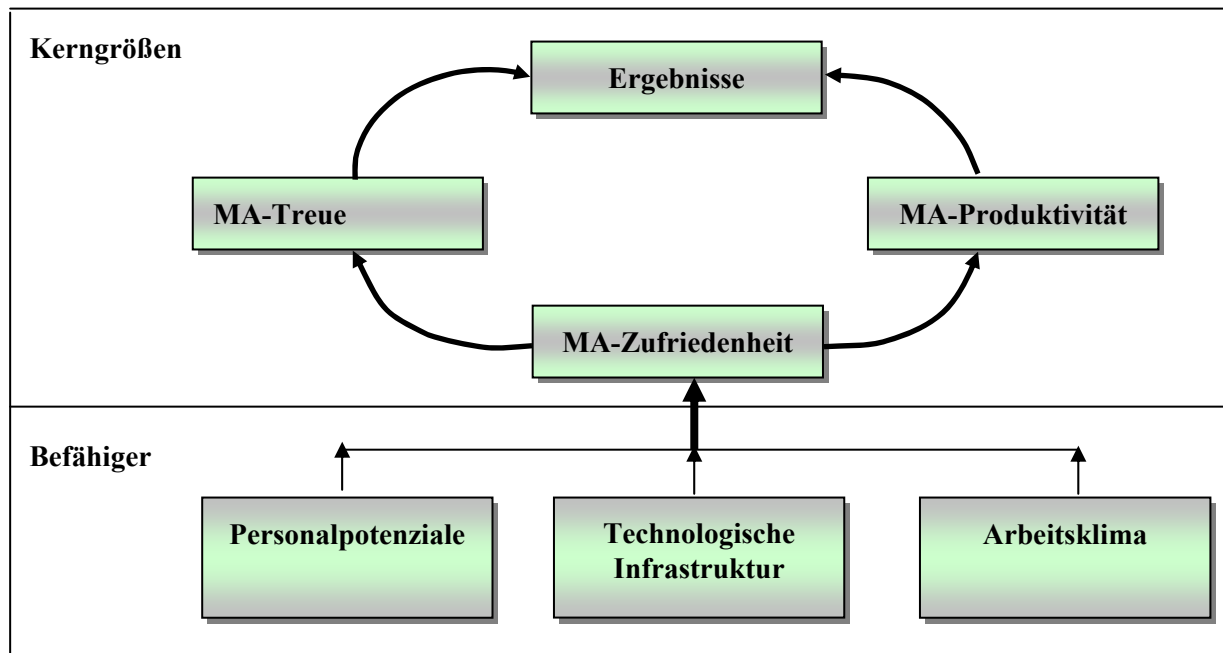 Kerngrößen
Ergebnisse
MA-Treue
MA-Produktivität
MA-Zufriedenheit
Befähiger
Personalpotenziale
Technologische
Infrastruktur
Arbeitsklima